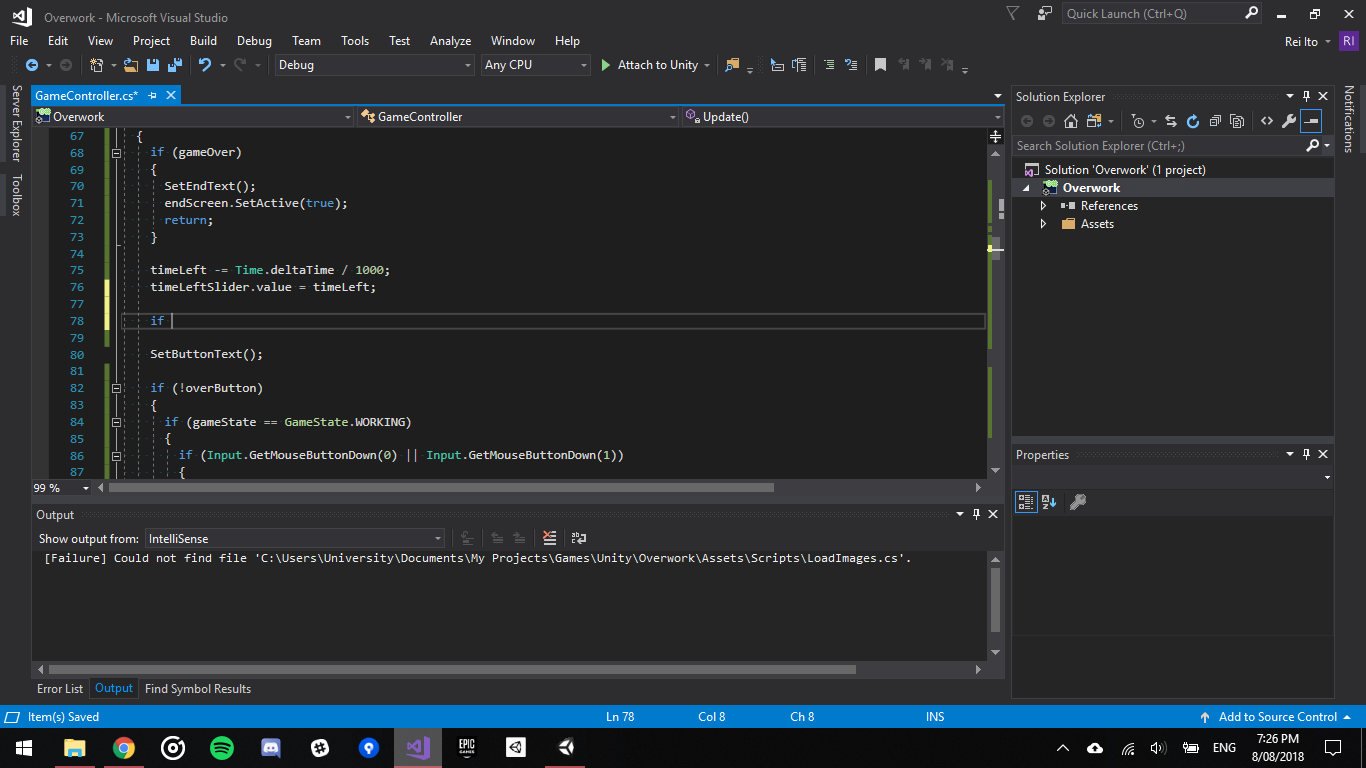 Overwork - Microsoft Visual Studio
Quick Launch (Ctrl+Q)
File Edit View Project Build Debug Team Tools Test Analyze Window Help
Rei Ito RI
Debug Any CPU Attach to Unity
Server Explorer
Toolbox
GameController.cs*
Overwork GameController Update()
67 {
68 if (gameOver)
69 {
70 SetEndText();
71 endScreen.SetActive(true);
72 return;
73 }
74
75 timeLeft -= Time.deltaTime / 1000;
76 timeLeftSlider.value = timeLeft;
77
78 if
79
80 SetButtonText();
81
82 if (!overButton)
83 {
84 if (gameState == GameState.WORKING)
85 {
86 if (Input.GetMouseButtonDown(0) || Input.GetMouseButtonDown(1))
87 {
99 %
Output
Show output from: IntelliSense
[Failure] Could not find file 'C:\Users\University\Documents\My Projects\Games\Unity\Overwork\Assets\Scripts\LoadImages.cs'.
Error List Output Find Symbol Results
Solution Explorer
Search Solution Explorer (Ctrl+;)
Solution 'Overwork' (1 project)
Overwork
References
Assets
Properties
Notifications
Item(s) Saved Ln 78 Col 8 Ch 8 INS Add to Source Control
EPIC GAMES
ENG
7:26 PM
8/08/2018